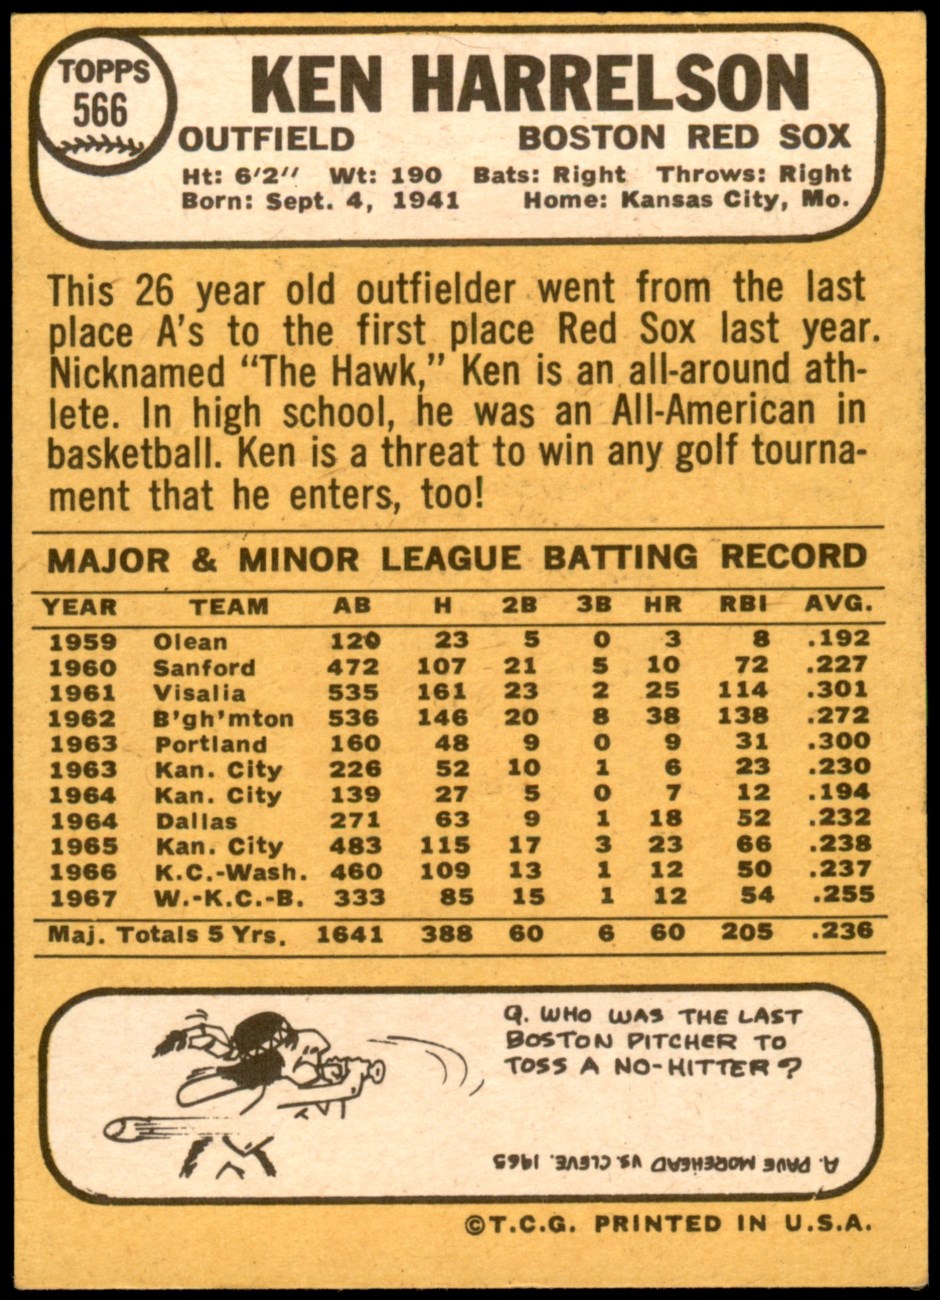 TOPPS
566
KEN HARRELSON
OUTFIELD BOSTON RED SOX
Ht: 6'2" Wt: 190 Bats: Right Throws: Right
Born: Sept. 4, 1941 Home: Kansas City, Mo.
This 26 year old outfielder went from the last
place A's to the first place Red Sox last year.
Nicknamed "The Hawk," Ken is an all-around ath-
lete. In high school, he was an All-American in
basketball. Ken is a threat to win any golf tourna-
ment that he enters, too!
MAJOR & MINOR LEAGUE BATTING RECORD
YEAR TEAM AB H 2B 3B HR RBI AVG.
1959 Olean 120 23 5 0 3 8 .192
1960 Sanford 472 107 21 5 10 72 .227
1961 Visalia 535 161 23 2 25 114 .301
1962 B'gh'mton 536 146 20 8 38 138 .272
1963 Portland 160 48 9 0 9 31 .300
1963 Kan. City 226 52 10 1 6 23 .230
1964 Kan. City 139 27 5 0 7 12 .194
1964 Dallas 271 63 9 1 18 52 .232
1965 Kan. City 483 115 17 3 23 66 .238
1966 K.C.-Wash. 460 109 13 1 12 50 .237
1967 W.-K.C.-B. 333 85 15 1 12 54 .255
Maj. Totals 5 Yrs. 1641 388 60 6 60 205 .236
Q. WHO WAS THE LAST
BOSTON PITCHER TO
TOSS A NO-HITTER?
A. DAVE MOREHEAD VS. CLEVE. 1965
©T.C.G. PRINTED IN U.S.A.